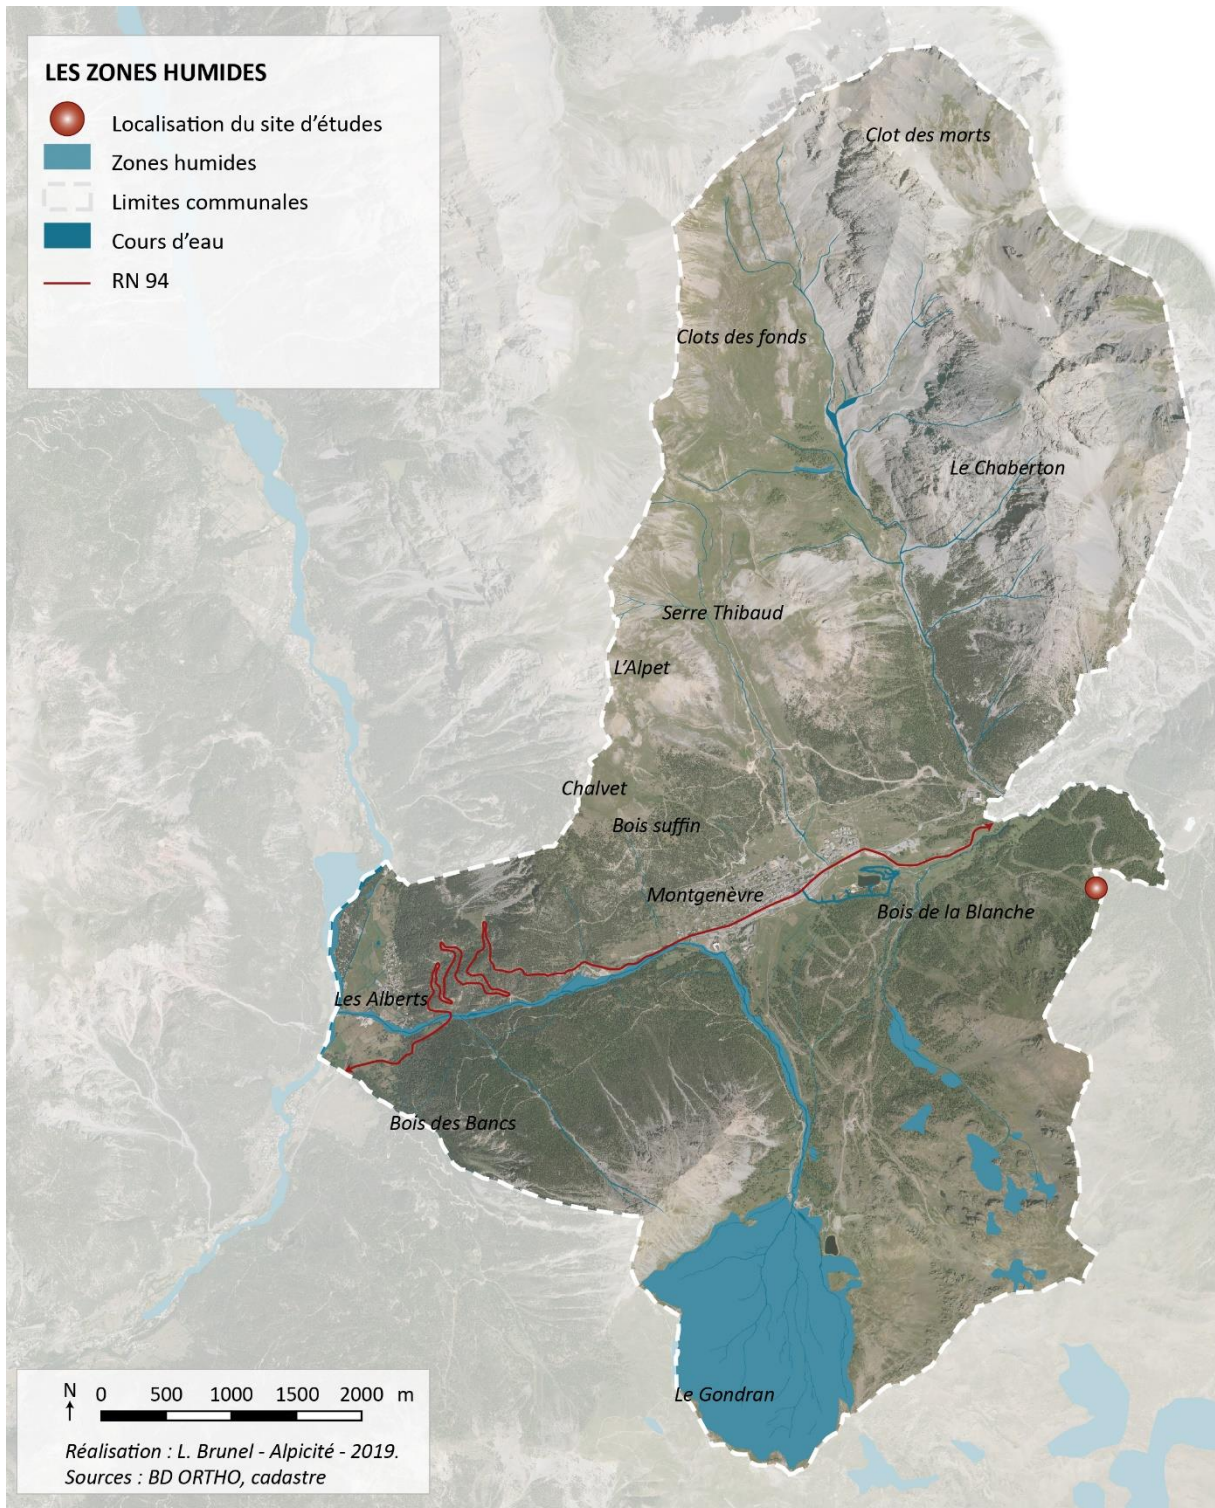 LES ZONES HUMIDES
Localisation du site d'études
Zones humides
Limites communales
Cours d'eau
RN 94
Clot des morts
Clots des fonds
Le Chaberton
Serre Thibaud
L'Alpet
Chalvet
Bois suffin
Montgenèvre
Bois de la Blanche
Les Alberts
Bois des Bancs
Le Gondran
N 0 500 1000 1500 2000 m
Réalisation : L. Brunel - Alpicité - 2019.
Sources : BD ORTHO, cadastre